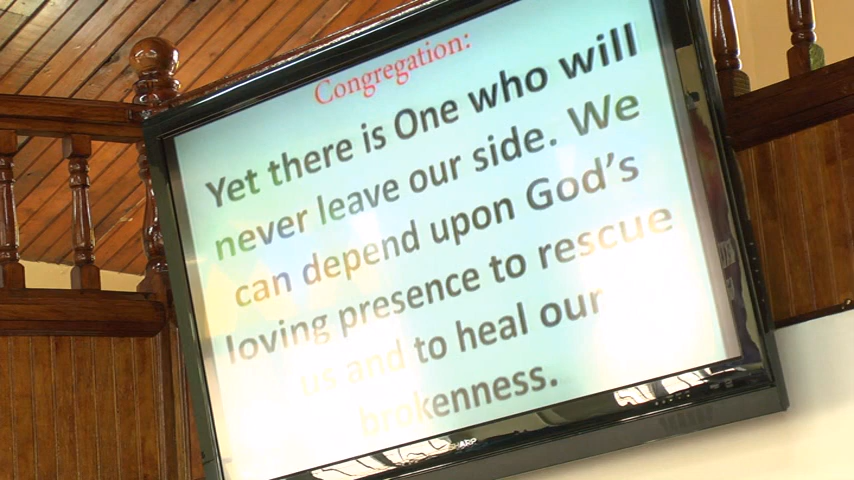 Congregation:
Yet there is One who will
never leave our side. We
can depend upon God's
loving presence to rescue
us and to heal our
brokenness.
SHARP